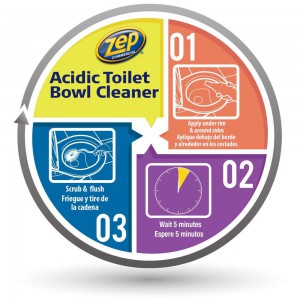 Zep
COMMERCIAL
Acidic Toilet
Bowl Cleaner
01
Apply under rim
& around sides
Aplique debajo del borde
y alrededor en los costados
02
Wait 5 minutes
Espere 5 minutos
03
Scrub & flush
Friegue y tire de
la cadena